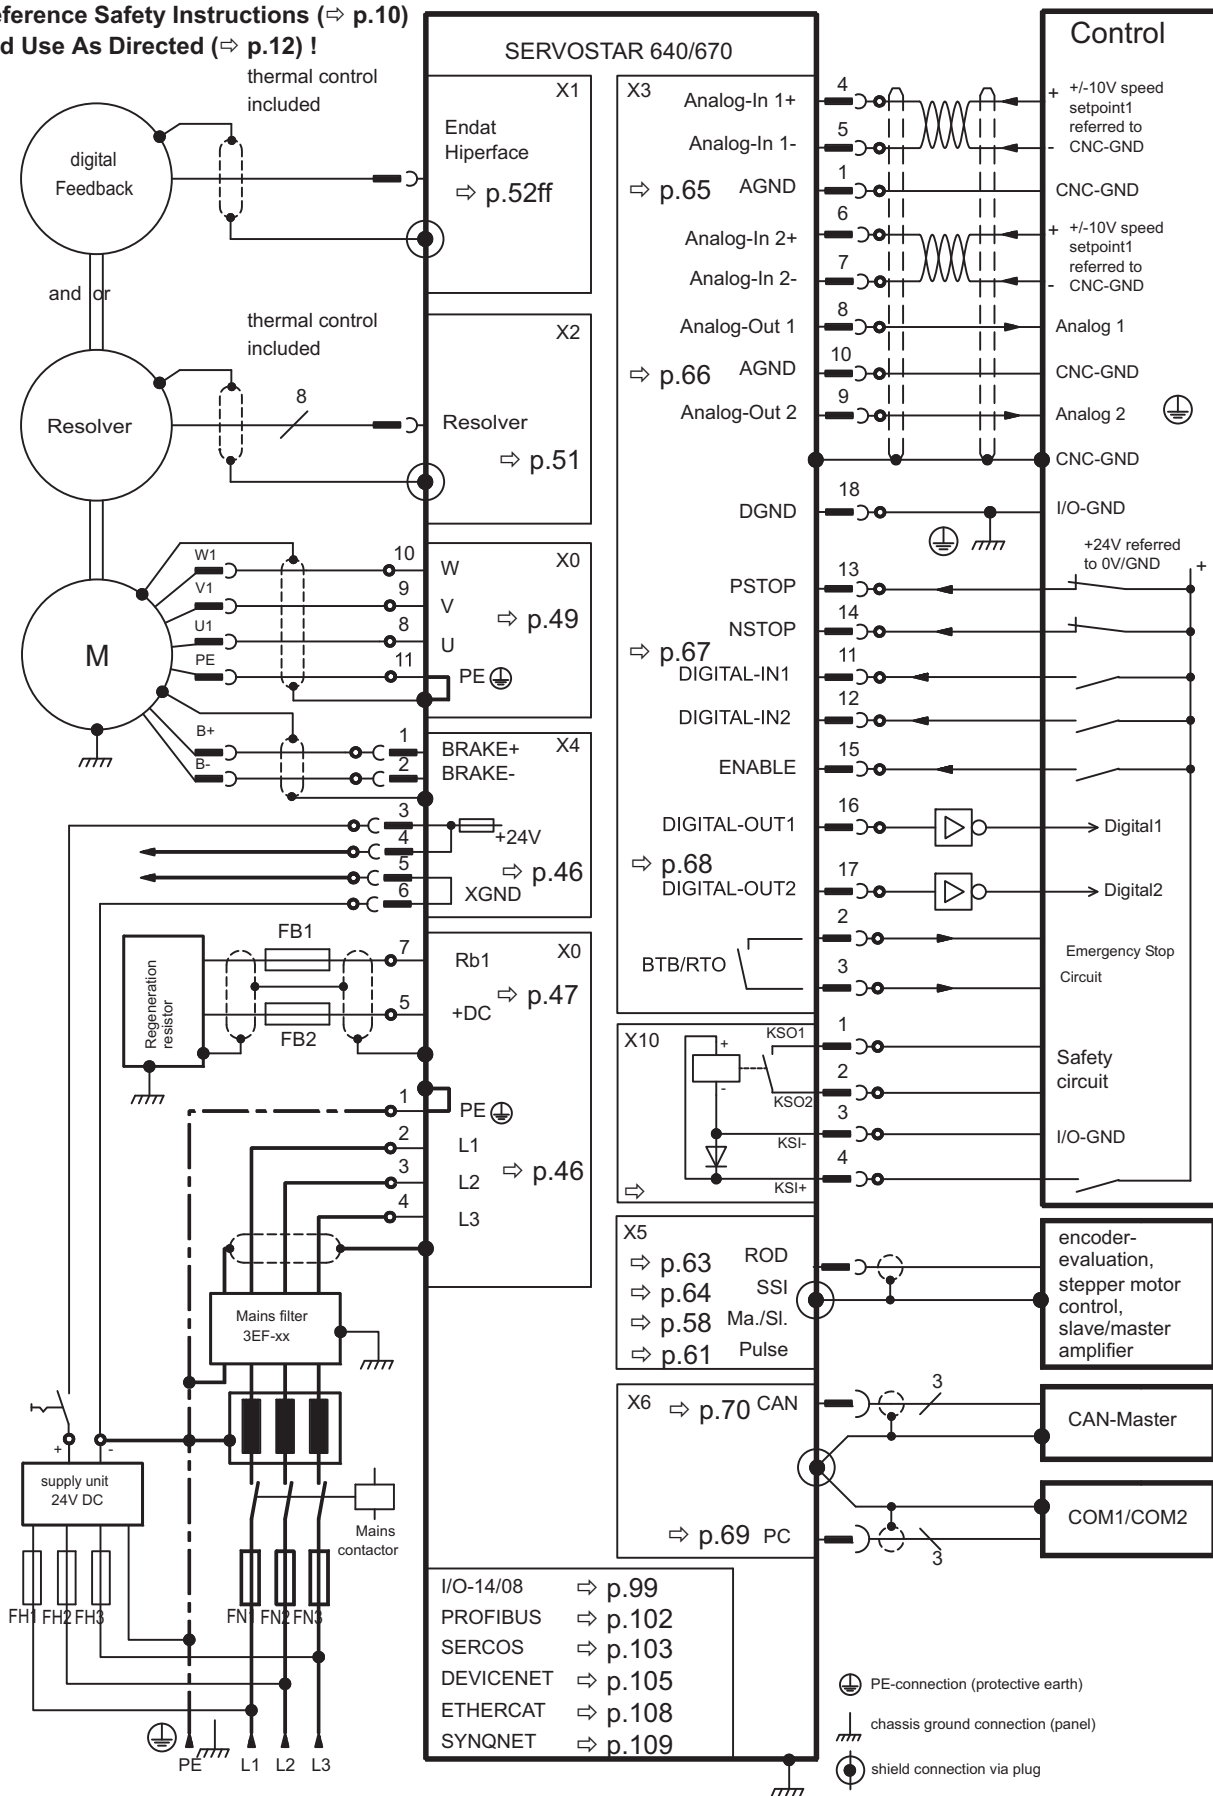 eference Safety Instructions (⇨ p.10)
d Use As Directed (⇨ p.12) !
SERVOSTAR 640/670
Control
thermal control
included
digital
Feedback
X1
Endat
Hiperface
⇨ p.52ff
and or
thermal control
included
Resolver
8
X2
Resolver
⇨ p.51
M
W1
V1
U1
PE
10
9
8
11
W
V
U
PE
X0
⇨ p.49
B+
B-
1
2
BRAKE+
BRAKE-
X4
3
4
5
6
+24V
XGND
⇨ p.46
Regeneration
resistor
FB1
FB2
7
5
Rb1
+DC
X0
⇨ p.47
1
2
3
4
PE
L1
L2
L3
⇨ p.46
Mains filter
3EF-xx
+
-
supply unit
24V DC
Mains
contactor
FH1
FH2
FH3
FN1
FN2
FN3
PE
L1
L2
L3
X3
Analog-In 1+
4
Analog-In 1-
5
⇨ p.65
AGND
1
Analog-In 2+
6
Analog-In 2-
7
Analog-Out 1
8
⇨ p.66
AGND
10
Analog-Out 2
9
DGND
18
PSTOP
13
NSTOP
14
⇨ p.67
DIGITAL-IN1
11
DIGITAL-IN2
12
ENABLE
15
DIGITAL-OUT1
16
⇨ p.68
DIGITAL-OUT2
17
BTB/RTO
2
3
+
+/-10V speed
setpoint1
referred to
CNC-GND
-
CNC-GND
+
+/-10V speed
setpoint1
referred to
CNC-GND
-
Analog 1
CNC-GND
Analog 2
CNC-GND
I/O-GND
+24V referred
to 0V/GND
+
Digital1
Digital2
Emergency Stop
Circuit
X10
+
-
KSO1
1
KSO2
2
KSI-
3
KSI+
4
⇨
Safety
circuit
I/O-GND
X5
⇨ p.63 ROD
⇨ p.64 SSI
⇨ p.58 Ma./Sl.
⇨ p.61 Pulse
encoder-
evaluation,
stepper motor
control,
slave/master
amplifier
X6 ⇨ p.70 CAN
3
CAN-Master
⇨ p.69 PC
3
COM1/COM2
I/O-14/08 ⇨ p.99
PROFIBUS ⇨ p.102
SERCOS ⇨ p.103
DEVICENET ⇨ p.105
ETHERCAT ⇨ p.108
SYNQNET ⇨ p.109
PE-connection (protective earth)
chassis ground connection (panel)
shield connection via plug